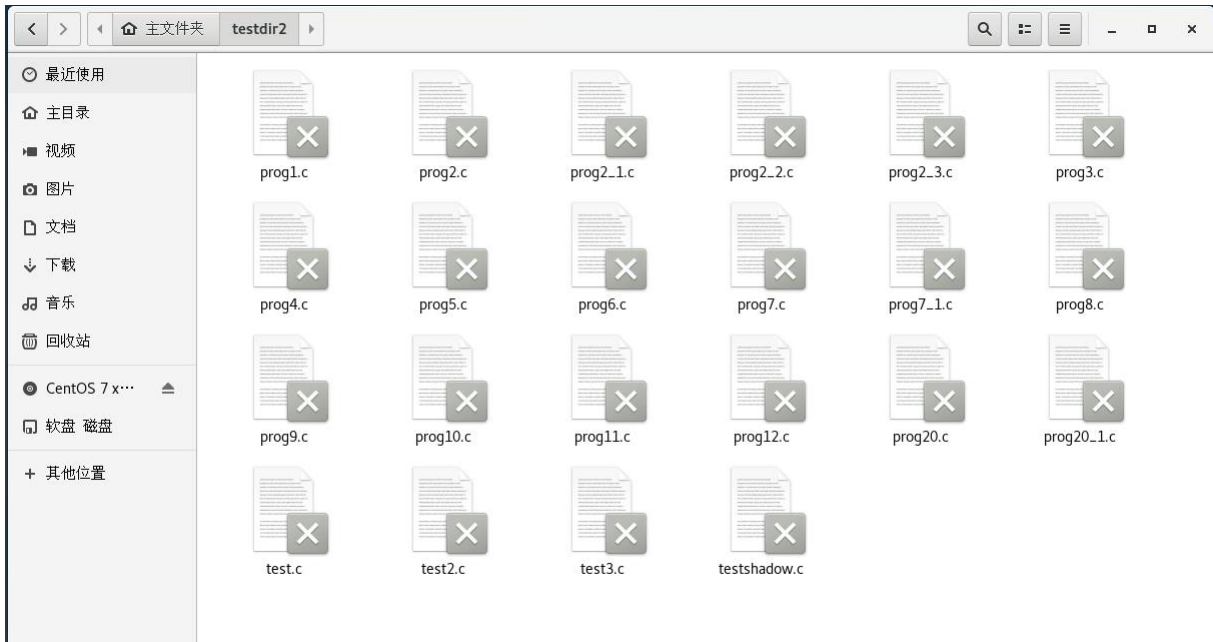 主文件夹 testdir2
最近使用
主目录
视频
图片
文档
下载
音乐
回收站
CentOS 7 x…
软盘 磁盘
其他位置
prog1.c prog2.c prog2_1.c prog2_2.c prog2_3.c prog3.c
prog4.c prog5.c prog6.c prog7.c prog7_1.c prog8.c
prog9.c prog10.c prog11.c prog12.c prog20.c prog20_1.c
test.c test2.c test3.c testshadow.c